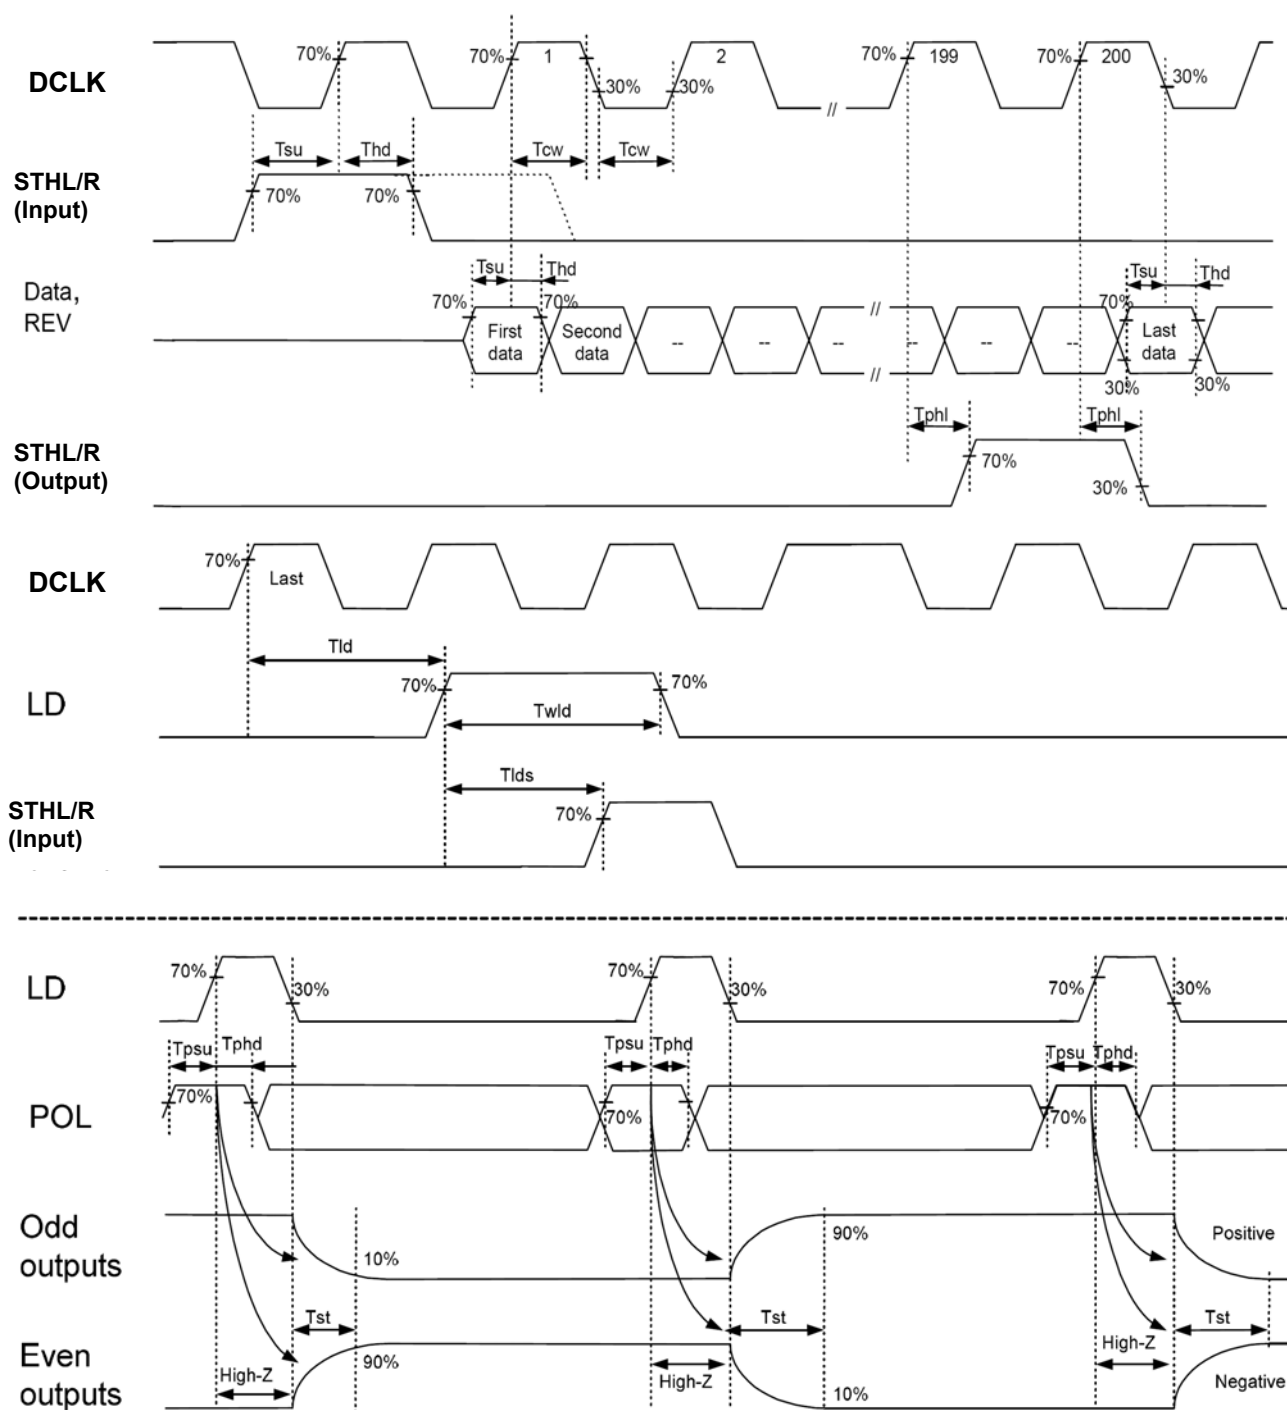 70% 70% 1 2 70% 199 70% 200 30%
DCLK
30% 30%
//
Tsu Thd Tcw Tcw
STHL/R
(Input)
70% 70%
Tsu Thd Tsu Thd
Data,
REV
70% 70% 70%
//
First
data
Second
data
-- -- -- -- -- --
Last
data
//
30% 30%
Tphl Tphl
STHL/R
(Output)
70% 30%
70% Last
DCLK
Tld
70% 70%
LD
Twld
Tlds
STHL/R
(Input)
70%
LD
70% 30% 70% 30% 70% 30%
Tpsu Tphd Tpsu Tphd Tpsu Tphd
70% 70% 70%
POL
Odd
outputs
10% 90% Positive
Tst Tst Tst
Even
outputs
High-Z 90% High-Z 10% High-Z Negative